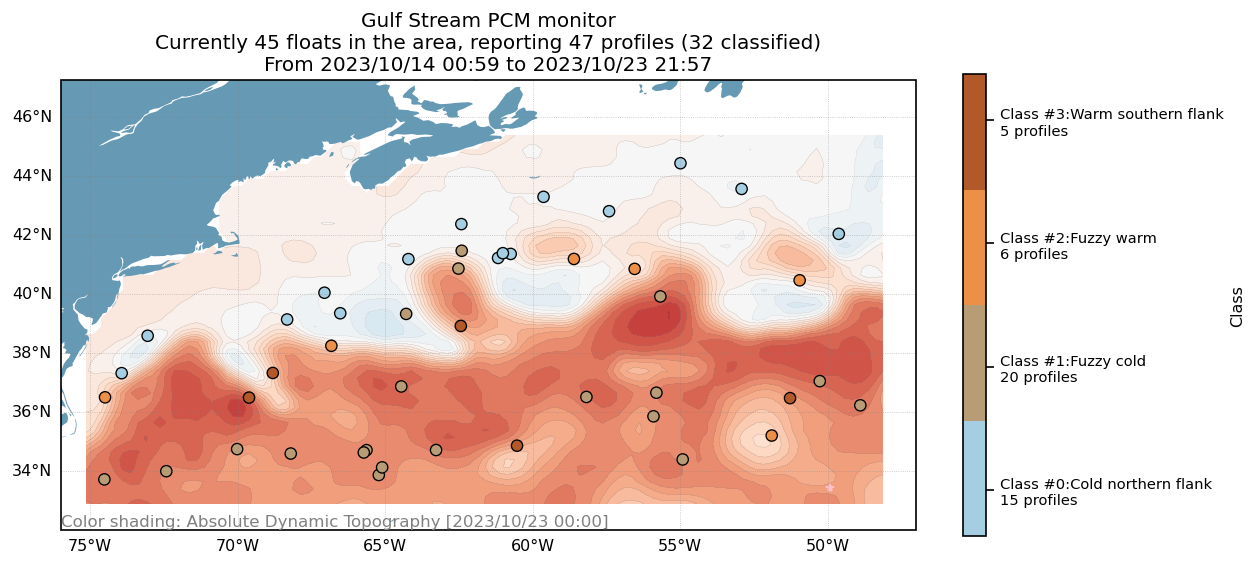 Gulf Stream PCM monitor
Currently 45 floats in the area, reporting 47 profiles (32 classified)
From 2023/10/14 00:59 to 2023/10/23 21:57
46°N
44°N
42°N
40°N
38°N
36°N
34°N
Color shading: Absolute Dynamic Topography [2023/10/23 00:00]
75°W
70°W
65°W
60°W
55°W
50°W
Class #3:Warm southern flank
5 profiles
Class #2:Fuzzy warm
6 profiles
Class #1:Fuzzy cold
20 profiles
Class #0:Cold northern flank
15 profiles
Class